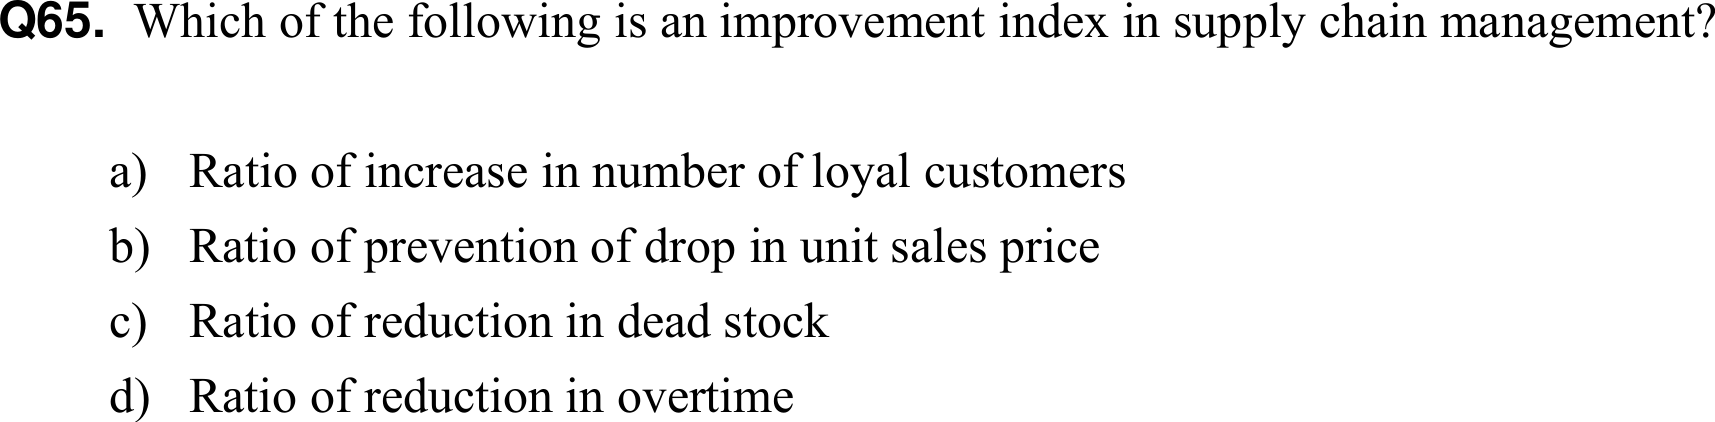 Q65. Which of the following is an improvement index in supply chain management?
a) Ratio of increase in number of loyal customers
b) Ratio of prevention of drop in unit sales price
c) Ratio of reduction in dead stock
d) Ratio of reduction in overtime